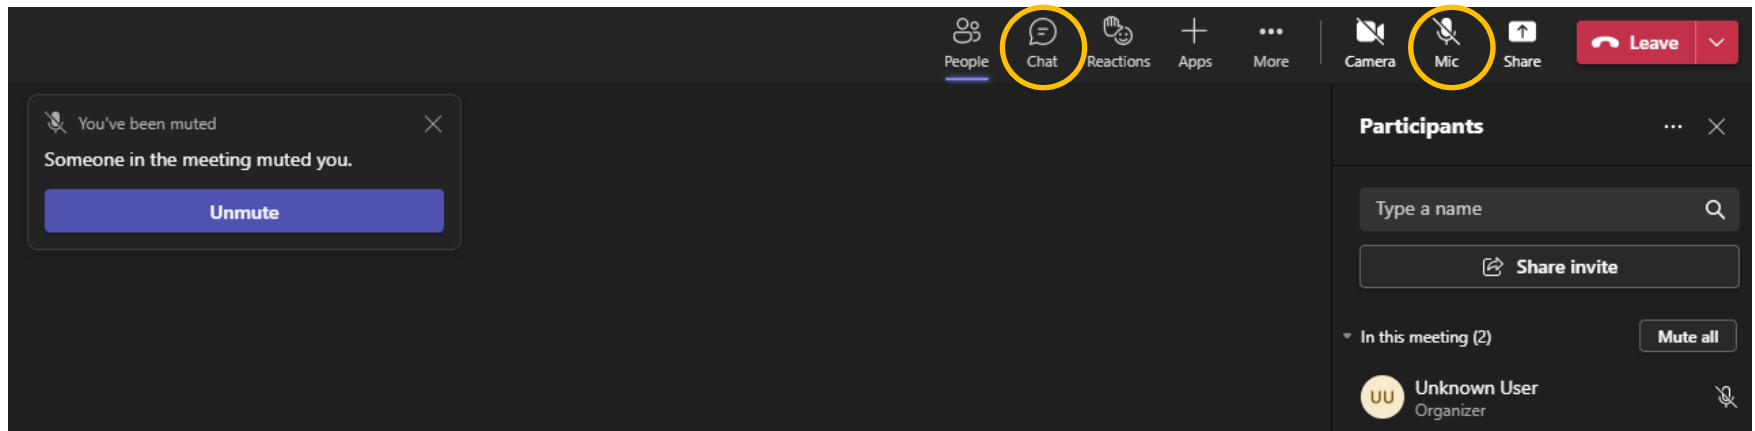 People Chat Reactions Apps More Camera Mic Share Leave
You've been muted
Someone in the meeting muted you.
Unmute
Participants
Type a name
Share invite
In this meeting (2) Mute all
UU Unknown User
Organizer